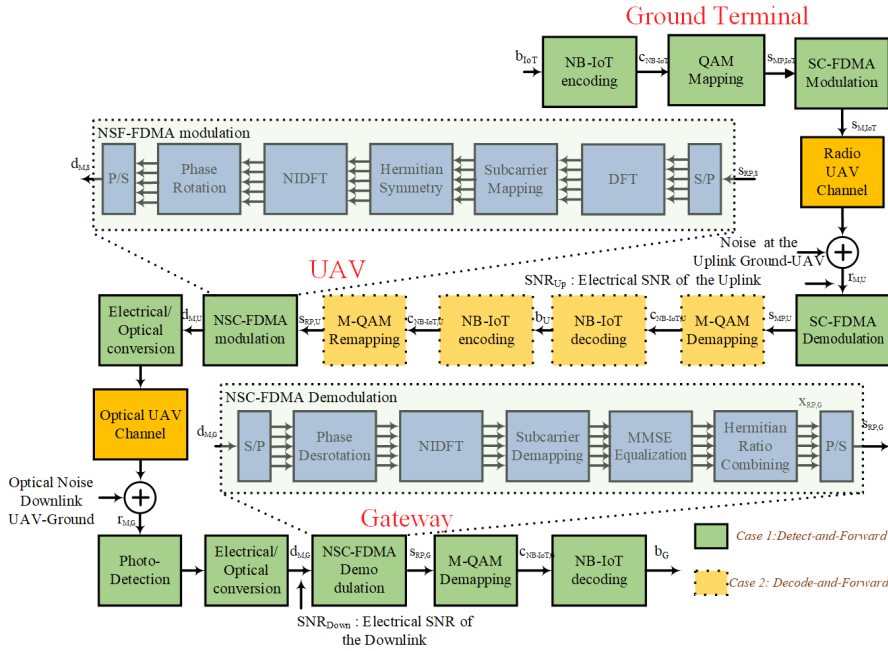 Ground Terminal
b_IoT
NB-IoT
encoding
c_NB-IoT
QAM
Mapping
s_MP,IoT
SC-FDMA
Modulation
s_M,IoT
Radio
UAV
Channel
Noise at the
Uplink Ground-UAV
r_M,U
NSF-FDMA modulation
d_M,S
P/S
Phase
Rotation
NIDFT
Hermitian
Symmetry
Subcarrier
Mapping
DFT
S/P
s_RP,S
UAV
SNR_Up : Electrical SNR of the Uplink
Electrical/
Optical
conversion
d_M,U
NSC-FDMA
modulation
s_RP,U
M-QAM
Remapping
c_NB-IoT,U
NB-IoT
encoding
b_U
NB-IoT
decoding
c_NB-IoT,U
M-QAM
Demapping
s_MP,U
SC-FDMA
Demodulation
Optical UAV
Channel
Optical Noise
Downlink
UAV-Ground
r_M,G
NSC-FDMA Demodulation
d_M,G
S/P
Phase
Desrotation
NIDFT
Subcarrier
Demapping
MMSE
Equalization
Hermitian
Ratio
Combining
x_RP,G
P/S
s_RP,G
Gateway
Photo-
Detection
Electrical/
Optical
conversion
d_M,G
NSC-FDMA
Demo
dulation
s_RP,G
M-QAM
Demapping
c_NB-IoT,G
NB-IoT
decoding
b_G
SNR_Down : Electrical SNR of
the Downlink
Case 1:Detect-and-Forward
Case 2: Decode-and-Forward